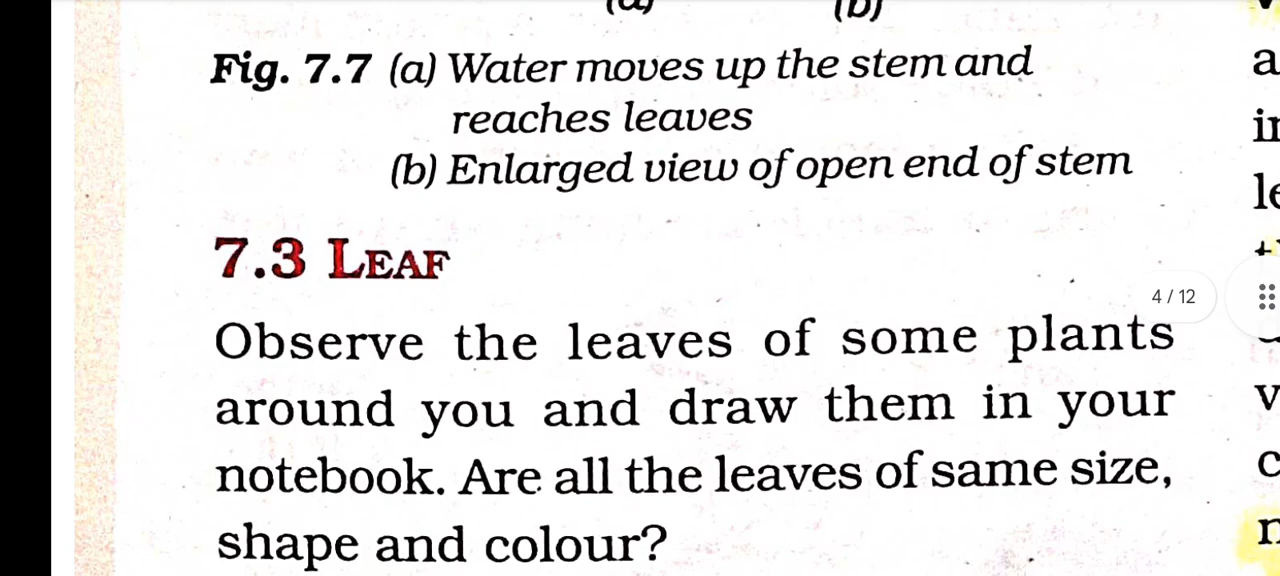 (a) (b)
Fig. 7.7 (a) Water moves up the stem and
reaches leaves
(b) Enlarged view of open end of stem
7.3 LEAF
4 / 12
Observe the leaves of some plants
around you and draw them in your
notebook. Are all the leaves of same size,
shape and colour?